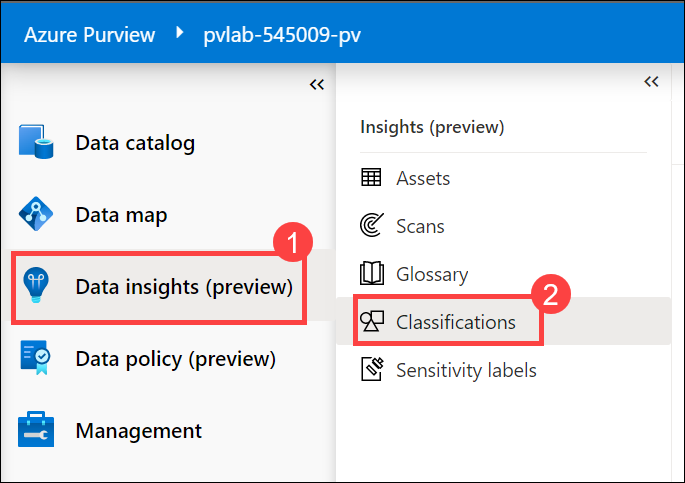 Azure Purview ▸ pvlab-545009-pv
Data catalog
Data map
1
Data insights (preview)
Data policy (preview)
Management
Insights (preview)
Assets
Scans
Glossary
2
Classifications
Sensitivity labels